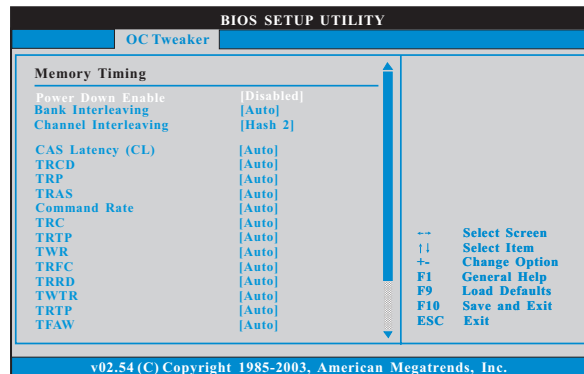 BIOS SETUP UTILITY
OC Tweaker
Memory Timing
Power Down Enable [Disabled]
Bank Interleaving [Auto]
Channel Interleaving [Hash 2]
CAS Latency (CL) [Auto]
TRCD [Auto]
TRP [Auto]
TRAS [Auto]
Command Rate [Auto]
TRC [Auto]
TRTP [Auto]
TWR [Auto]
TRFC [Auto]
TRRD [Auto]
TWTR [Auto]
TRTP [Auto]
TFAW [Auto]
←→ Select Screen
↑↓ Select Item
+- Change Option
F1 General Help
F9 Load Defaults
F10 Save and Exit
ESC Exit
v02.54 (C) Copyright 1985-2003, American Megatrends, Inc.